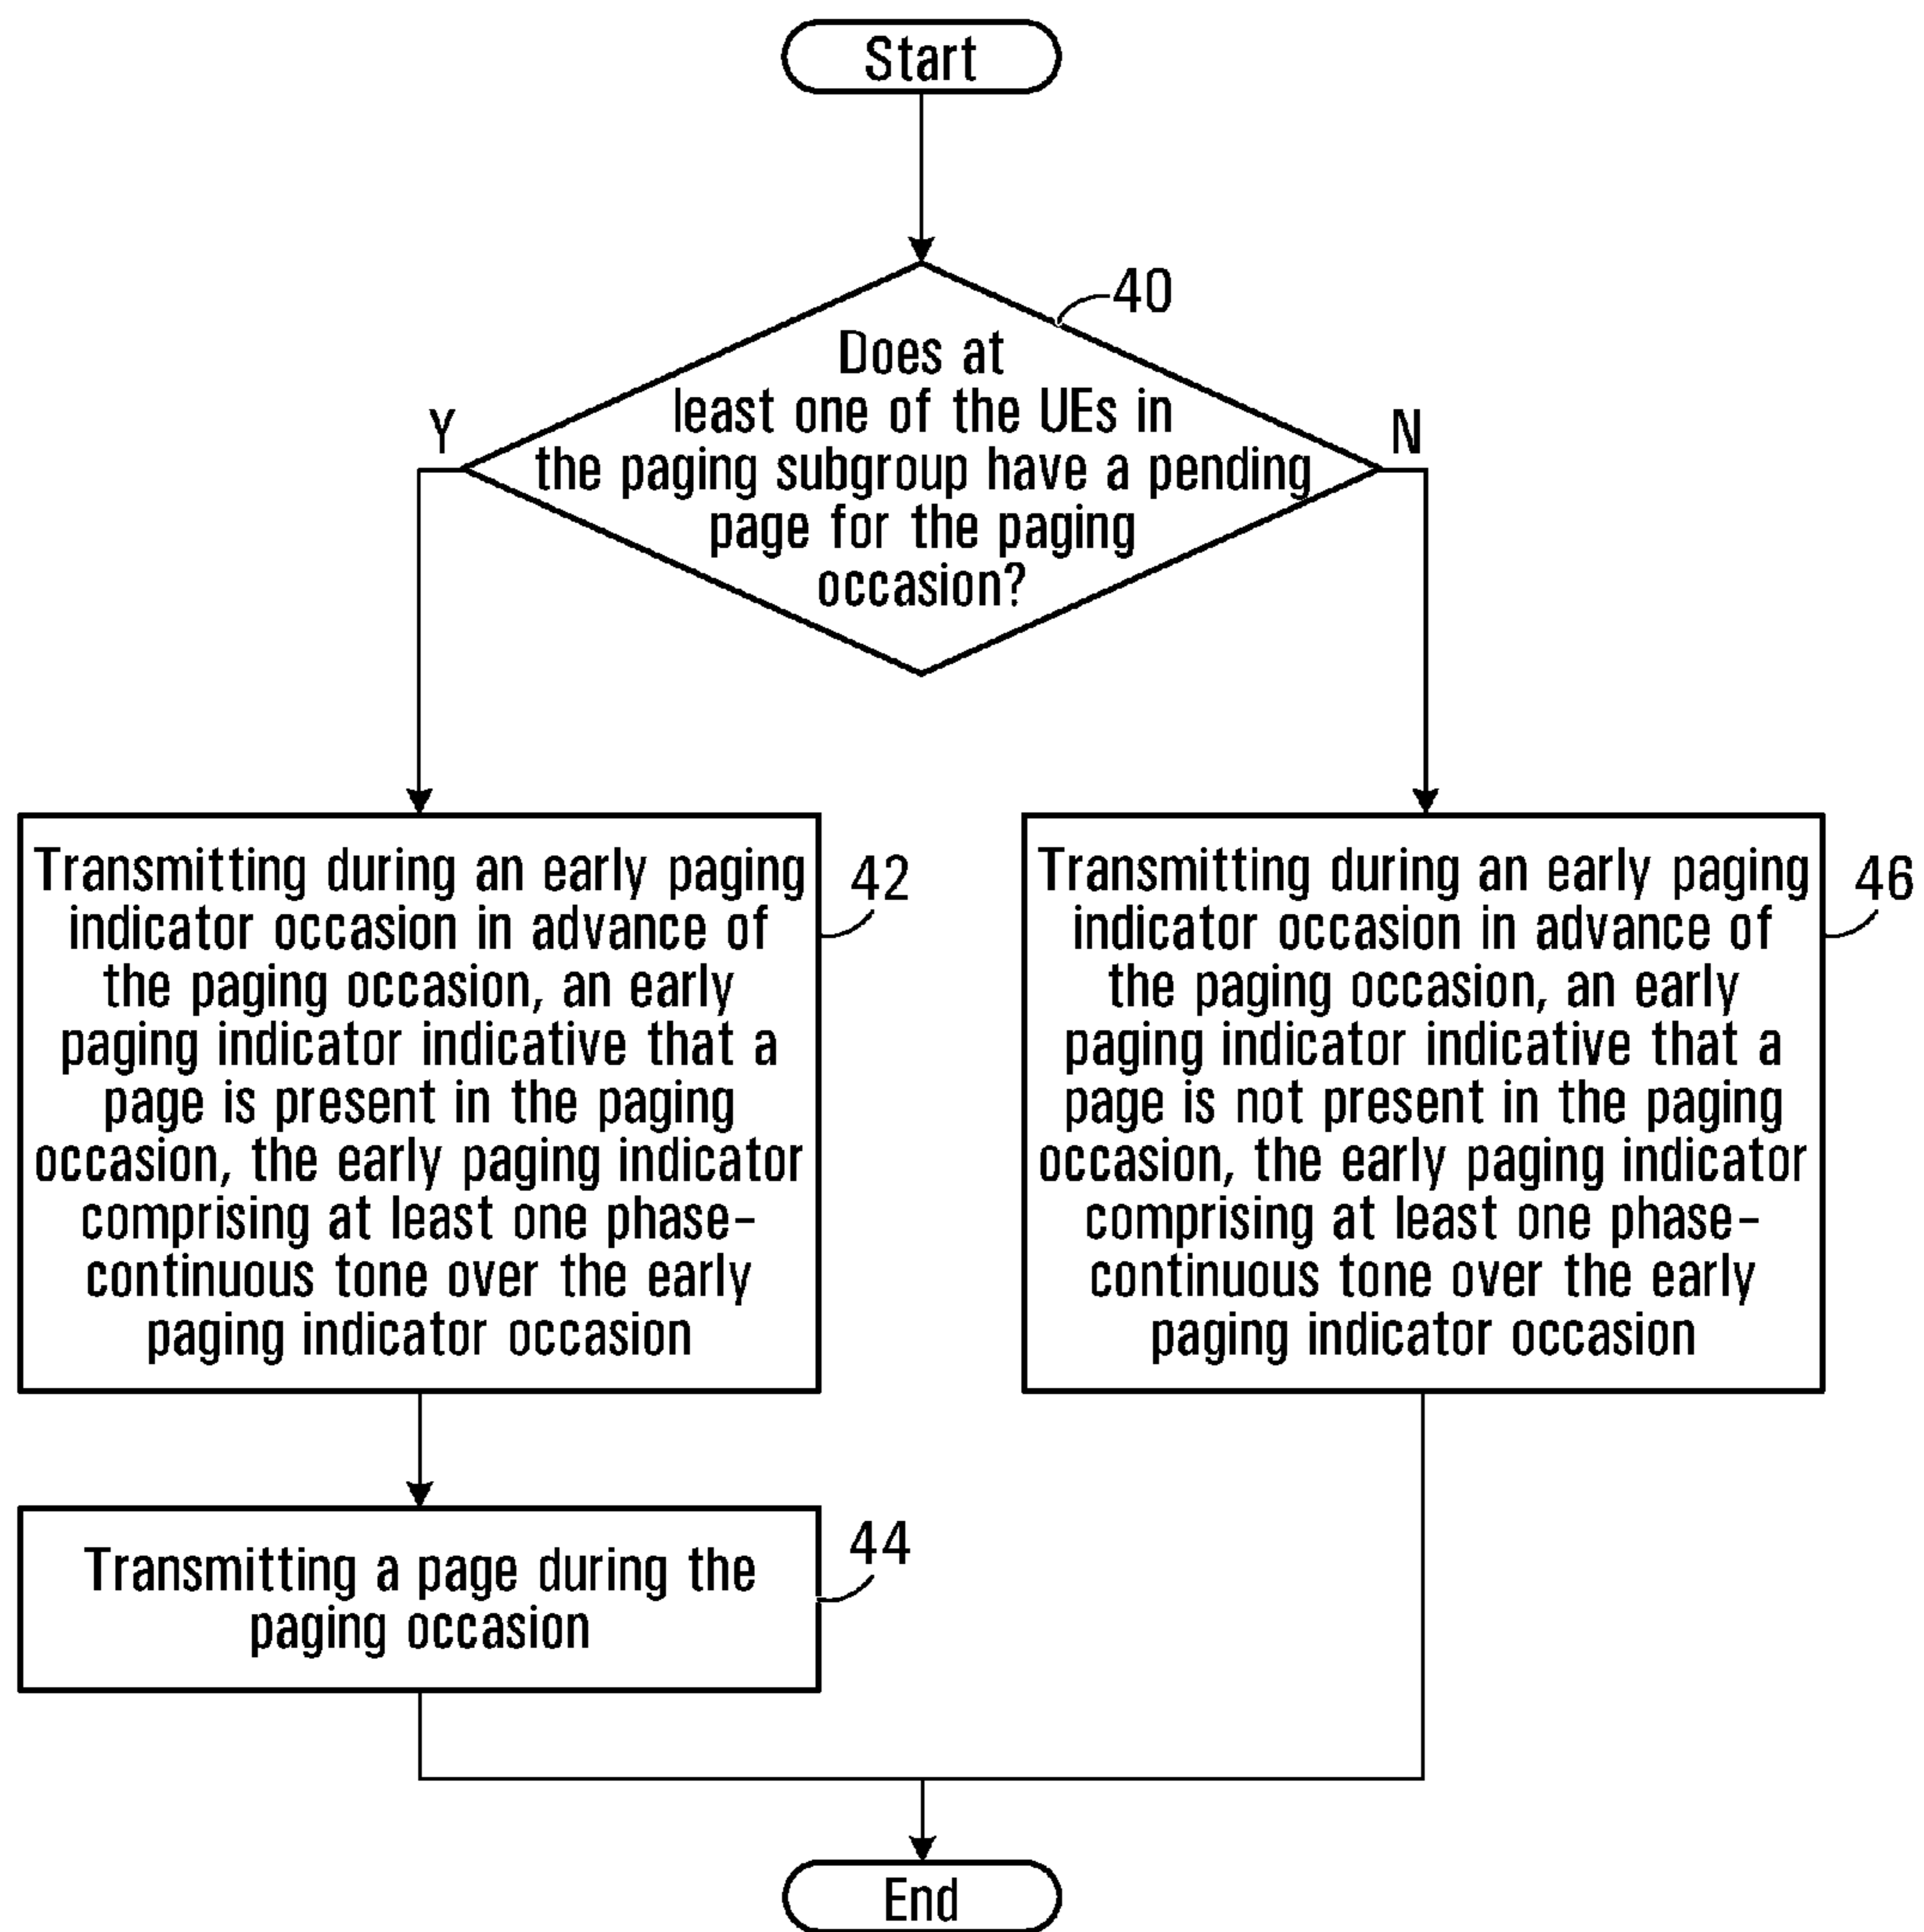 Start
40
Does at
least one of the UEs in
the paging subgroup have a pending
page for the paging
occasion?
Y
N
Transmitting during an early paging
indicator occasion in advance of
the paging occasion, an early
paging indicator indicative that a
page is present in the paging
occasion, the early paging indicator
comprising at least one phase-
continuous tone over the early
paging indicator occasion
42
Transmitting during an early paging
indicator occasion in advance of
the paging occasion, an early
paging indicator indicative that a
page is not present in the paging
occasion, the early paging indicator
comprising at least one phase-
continuous tone over the early
paging indicator occasion
46
Transmitting a page during the
paging occasion
44
End